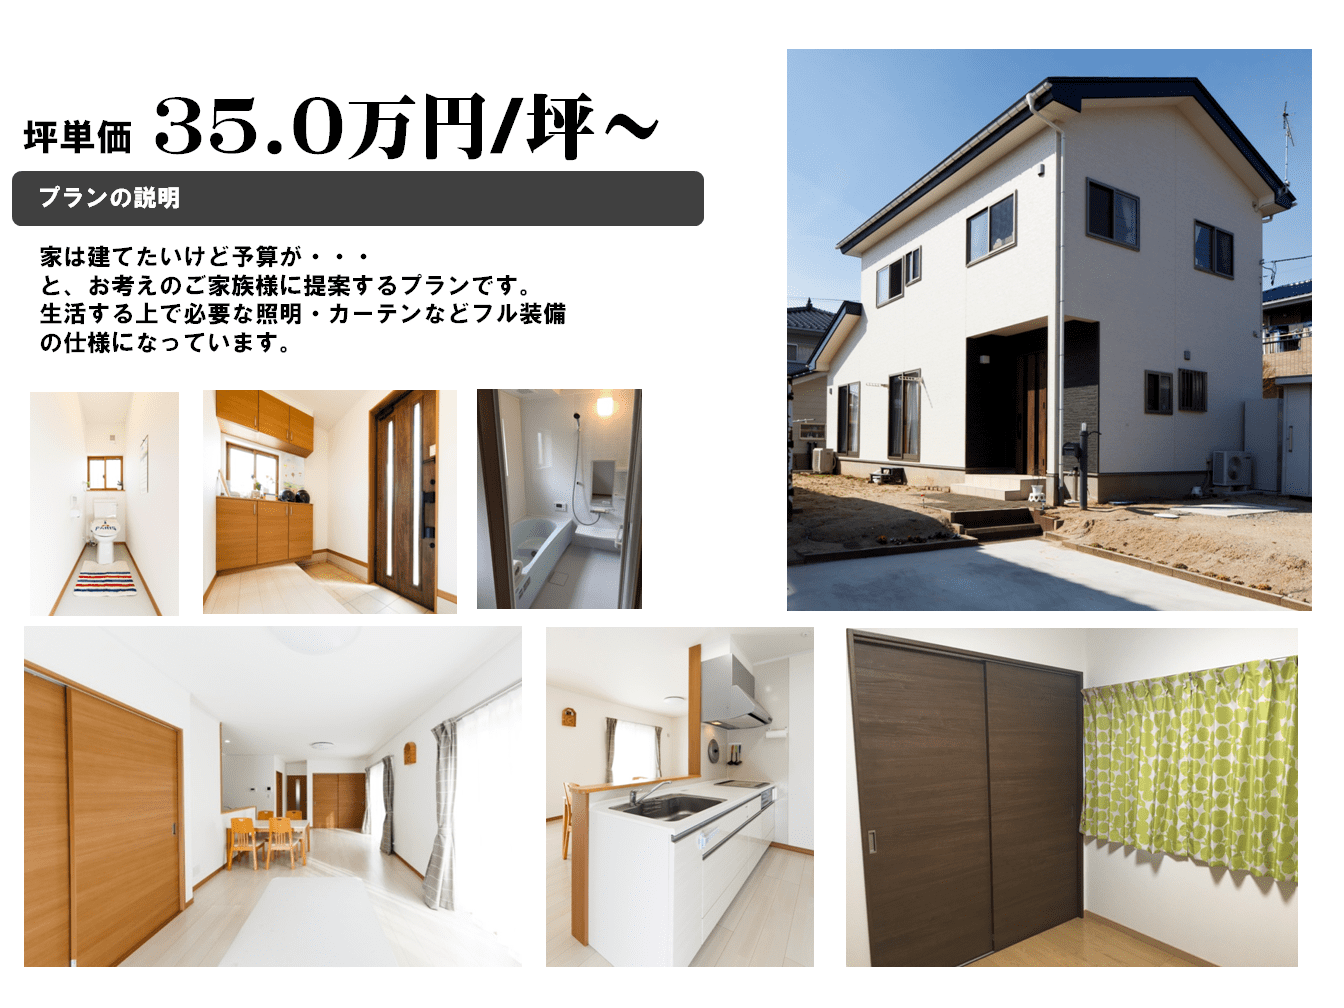 坪単価 35.0万円/坪～
プランの説明
家は建てたいけど予算が・・・
と、お考えのご家族様に提案するプランです。
生活する上で必要な照明・カーテンなどフル装備
の仕様になっています。